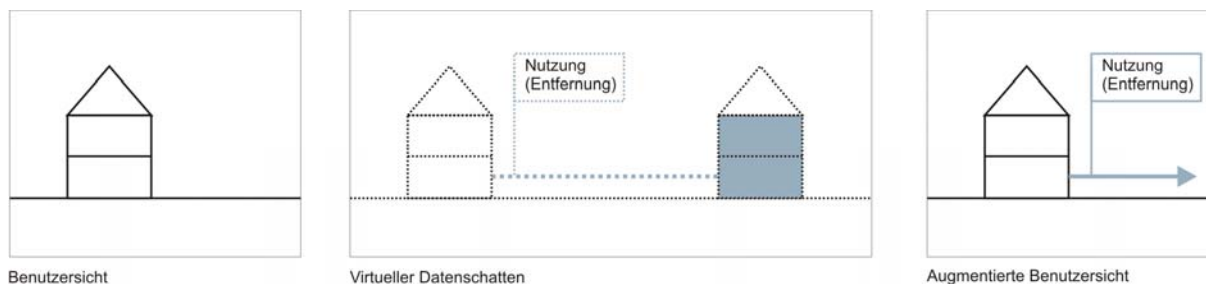 Nutzung
(Entfernung)
Nutzung
(Entfernung)
Benutzersicht
Virtueller Datenschatten
Augmentierte Benutzersicht